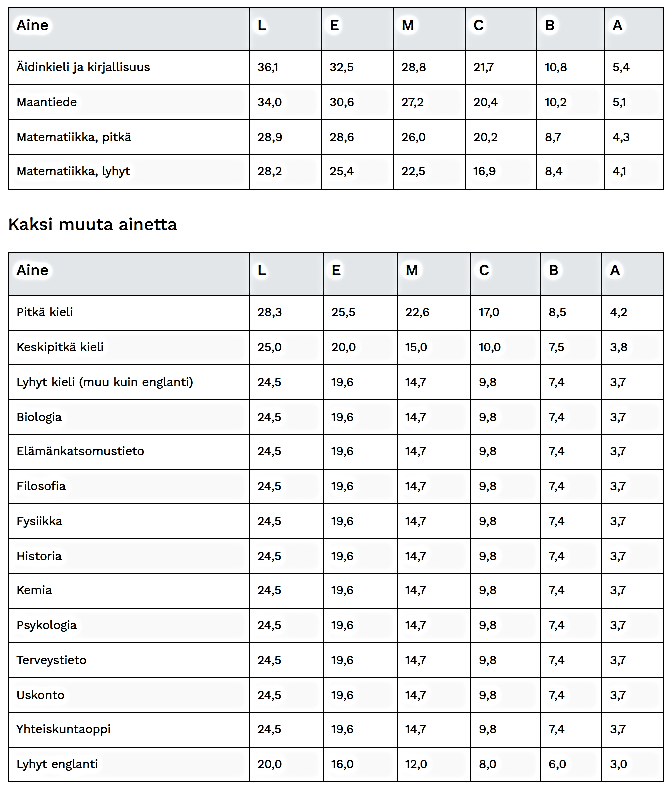 Aine L E M C B A
Äidinkieli ja kirjallisuus 36,1 32,5 28,8 21,7 10,8 5,4
Maantiede 34,0 30,6 27,2 20,4 10,2 5,1
Matematiikka, pitkä 28,9 28,6 26,0 20,2 8,7 4,3
Matematiikka, lyhyt 28,2 25,4 22,5 16,9 8,4 4,1
Kaksi muuta ainetta
Aine L E M C B A
Pitkä kieli 28,3 25,5 22,6 17,0 8,5 4,2
Keskipitkä kieli 25,0 20,0 15,0 10,0 7,5 3,8
Lyhyt kieli (muu kuin englanti) 24,5 19,6 14,7 9,8 7,4 3,7
Biologia 24,5 19,6 14,7 9,8 7,4 3,7
Elämänkatsomustieto 24,5 19,6 14,7 9,8 7,4 3,7
Filosofia 24,5 19,6 14,7 9,8 7,4 3,7
Fysiikka 24,5 19,6 14,7 9,8 7,4 3,7
Historia 24,5 19,6 14,7 9,8 7,4 3,7
Kemia 24,5 19,6 14,7 9,8 7,4 3,7
Psykologia 24,5 19,6 14,7 9,8 7,4 3,7
Terveystieto 24,5 19,6 14,7 9,8 7,4 3,7
Uskonto 24,5 19,6 14,7 9,8 7,4 3,7
Yhteiskuntaoppi 24,5 19,6 14,7 9,8 7,4 3,7
Lyhyt englanti 20,0 16,0 12,0 8,0 6,0 3,0